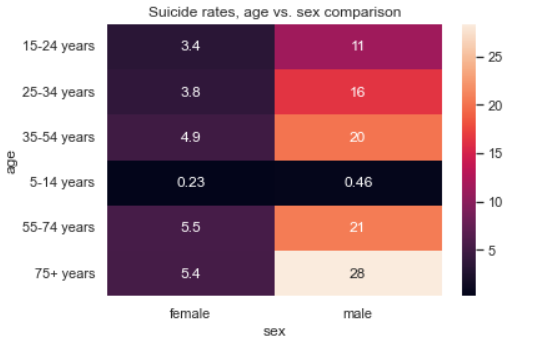 Suicide rates, age vs. sex comparison
15-24 years 3.4 11
25-34 years 3.8 16
35-54 years 4.9 20
5-14 years 0.23 0.46
55-74 years 5.5 21
75+ years 5.4 28
age
female male
sex
25
20
15
10
5